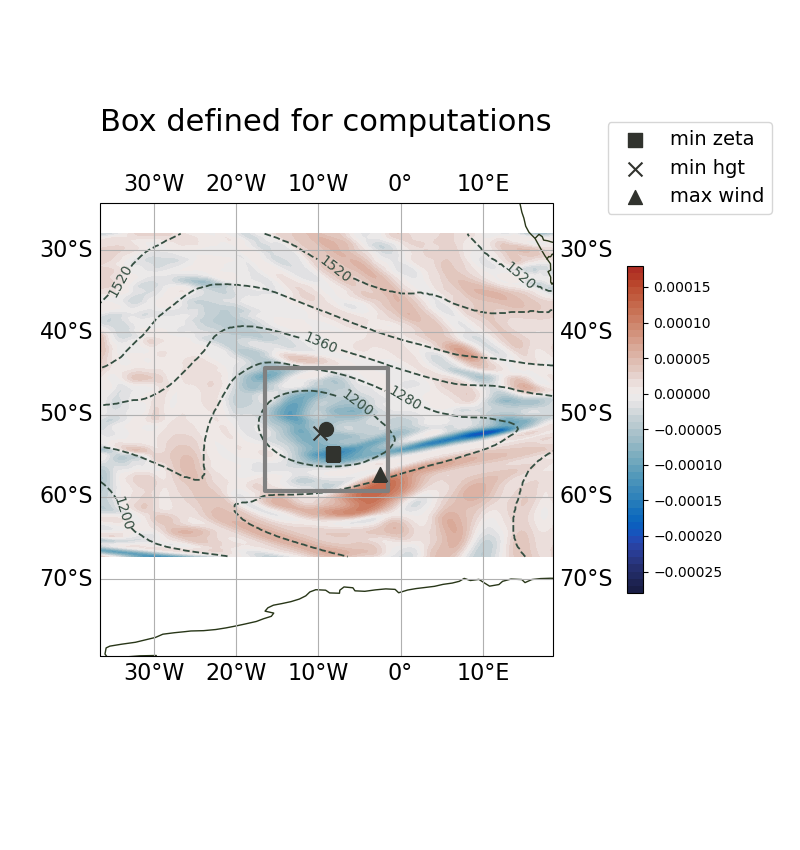 Box defined for computations
min zeta
min hgt
max wind
30°W 20°W 10°W 0° 10°E
30°S 30°S
40°S 40°S
50°S 50°S
60°S 60°S
70°S 70°S
1520
1520
1520
1360
1280
1200
1200
30°W 20°W 10°W 0° 10°E
0.00015
0.00010
0.00005
0.00000
−0.00005
−0.00010
−0.00015
−0.00020
−0.00025